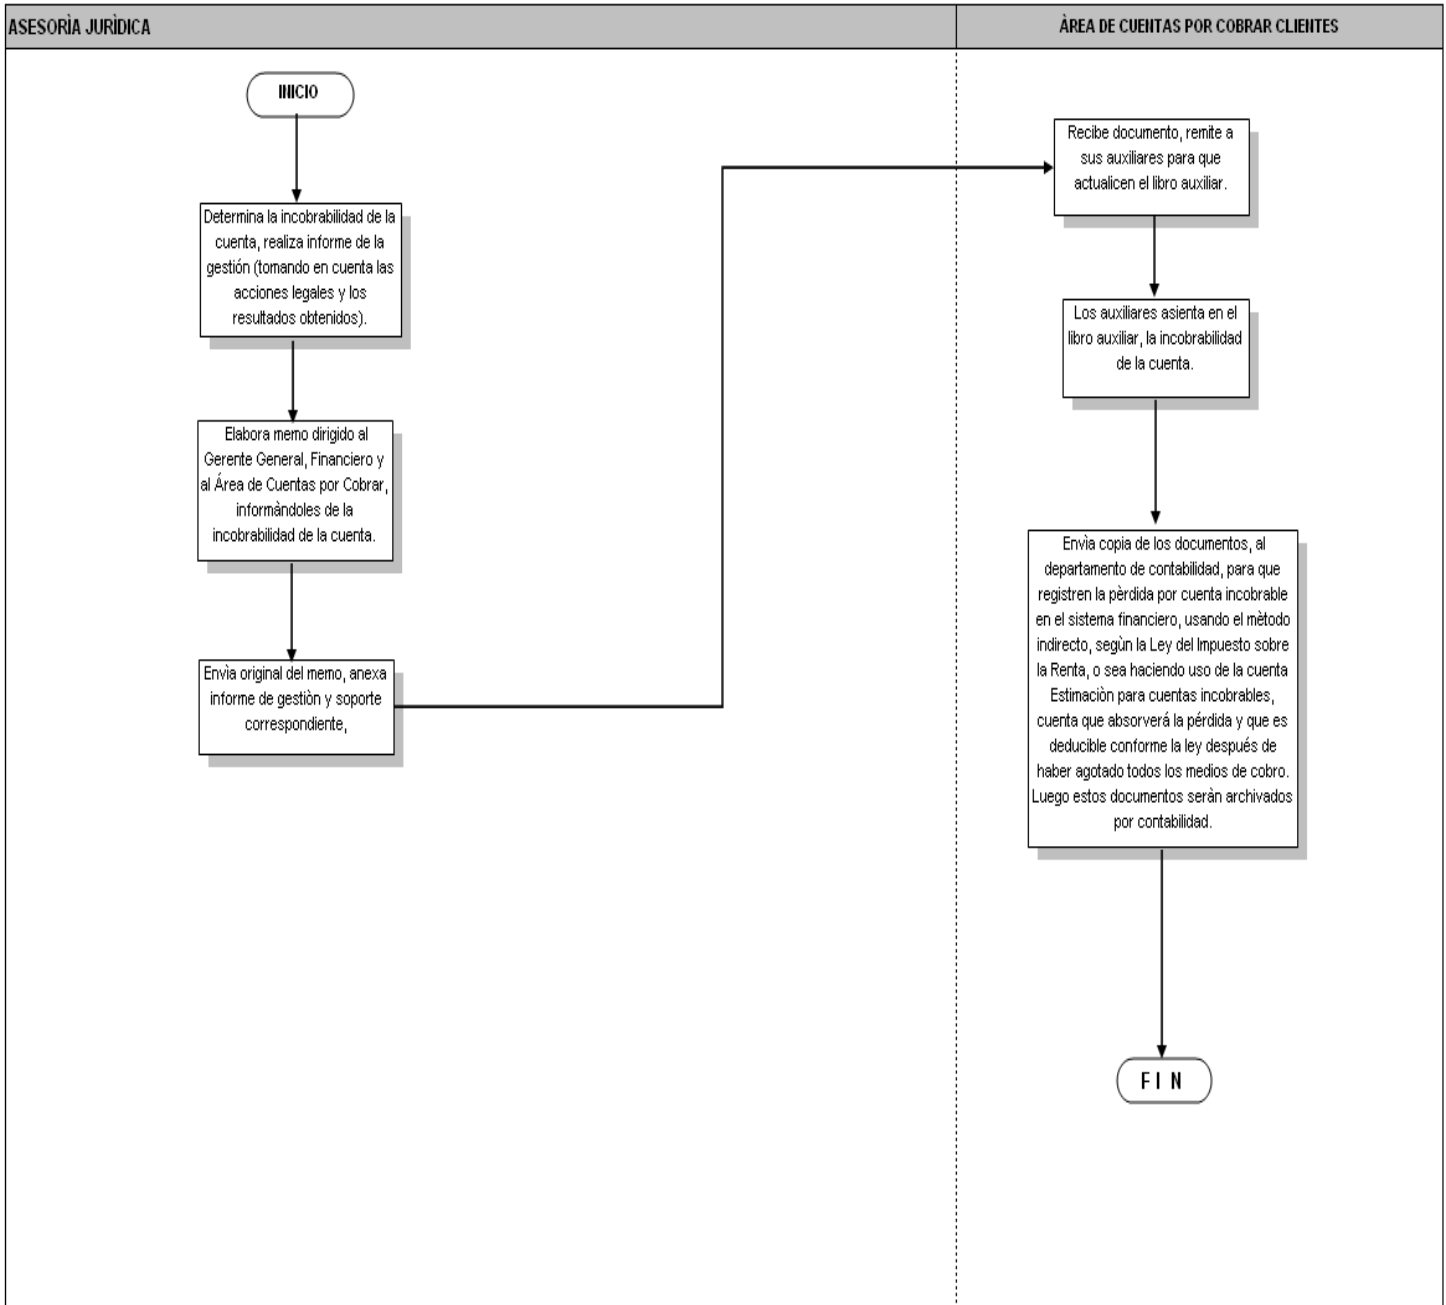 ASESORÌA JURÌDICA
ÀREA DE CUENTAS POR COBRAR CLIENTES
INICIO
Determina la incobrabilidad de la
cuenta, realiza informe de la
gestión (tomando en cuenta las
acciones legales y los
resultados obtenidos).
Elabora memo dirigido al
Gerente General, Financiero y
al Área de Cuentas por Cobrar,
informàndoles de la
incobrabilidad de la cuenta.
Envìa original del memo, anexa
informe de gestiòn y soporte
correspondiente,
Recibe documento, remite a
sus auxiliares para que
actualicen el libro auxiliar.
Los auxiliares asienta en el
libro auxiliar, la incobrabilidad
de la cuenta.
Envìa copia de los documentos, al
departamento de contabilidad, para que
registren la pèrdida por cuenta incobrable
en el sistema financiero, usando el mètodo
indirecto, segùn la Ley del Impuesto sobre
la Renta, o sea haciendo uso de la cuenta
Estimaciòn para cuentas incobrables,
cuenta que absorverá la pérdida y que es
deducible conforme la ley después de
haber agotado todos los medios de cobro.
Luego estos documentos seràn archivados
por contabilidad.
F I N